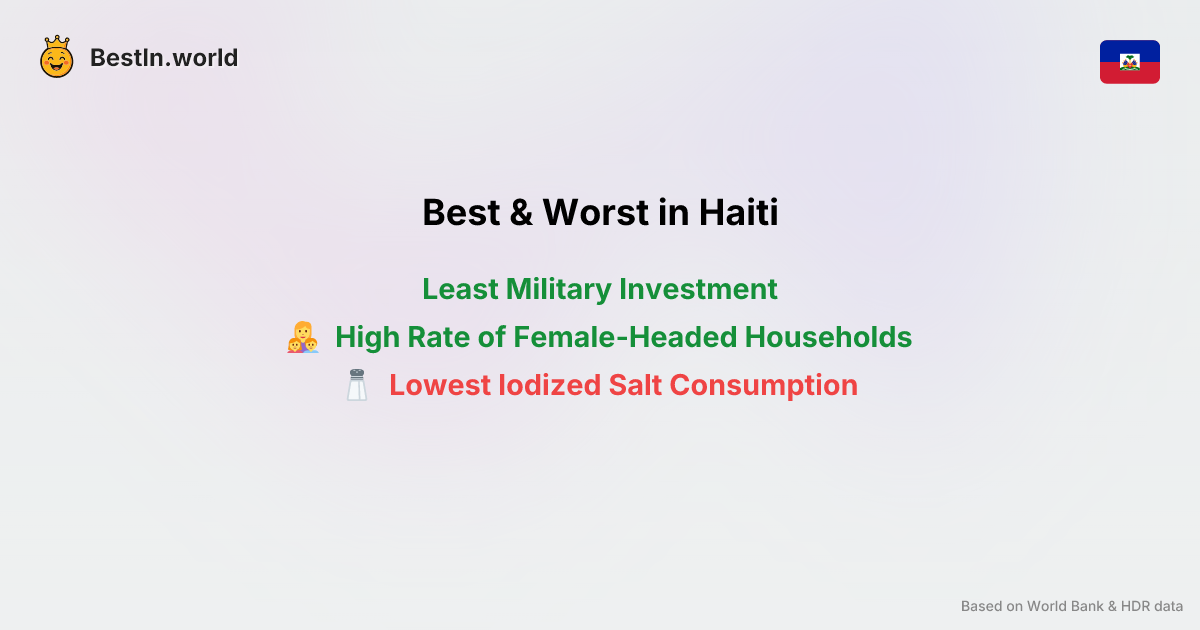 BestIn.world
Best & Worst in Haiti
Least Military Investment
High Rate of Female-Headed Households
Lowest Iodized Salt Consumption
Based on World Bank & HDR data